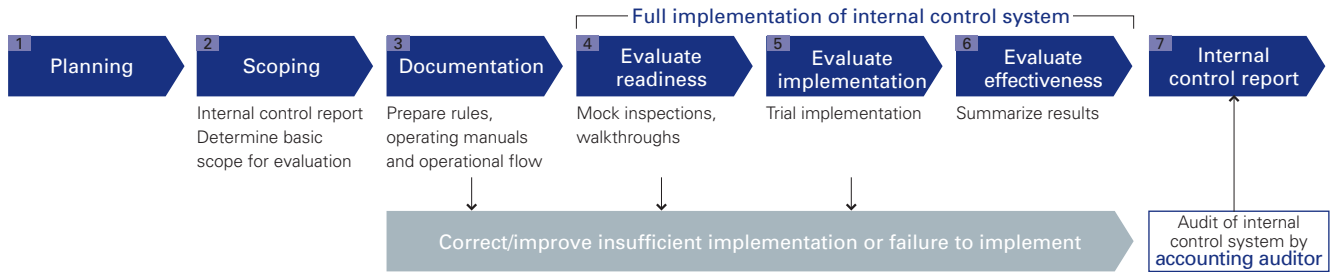 Full implementation of internal control system
1
Planning
2
Scoping
3
Documentation
4
Evaluate
readiness
5
Evaluate
implementation
6
Evaluate
effectiveness
7
Internal
control report
Internal control report
Determine basic
scope for evaluation
Prepare rules,
operating manuals
and operational flow
Mock inspections,
walkthroughs
Trial implementation
Summarize results
Correct/improve insufficient implementation or failure to implement
Audit of internal
control system by
accounting auditor